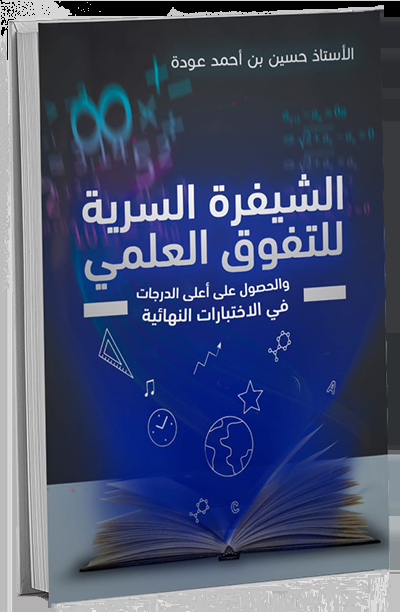 الأستاذ حسين بن أحمد عودة
الشيفرة السرية
للتفوق العلمي
والحصول على أعلى الدرجات
في الاختبارات النهائية
A
C